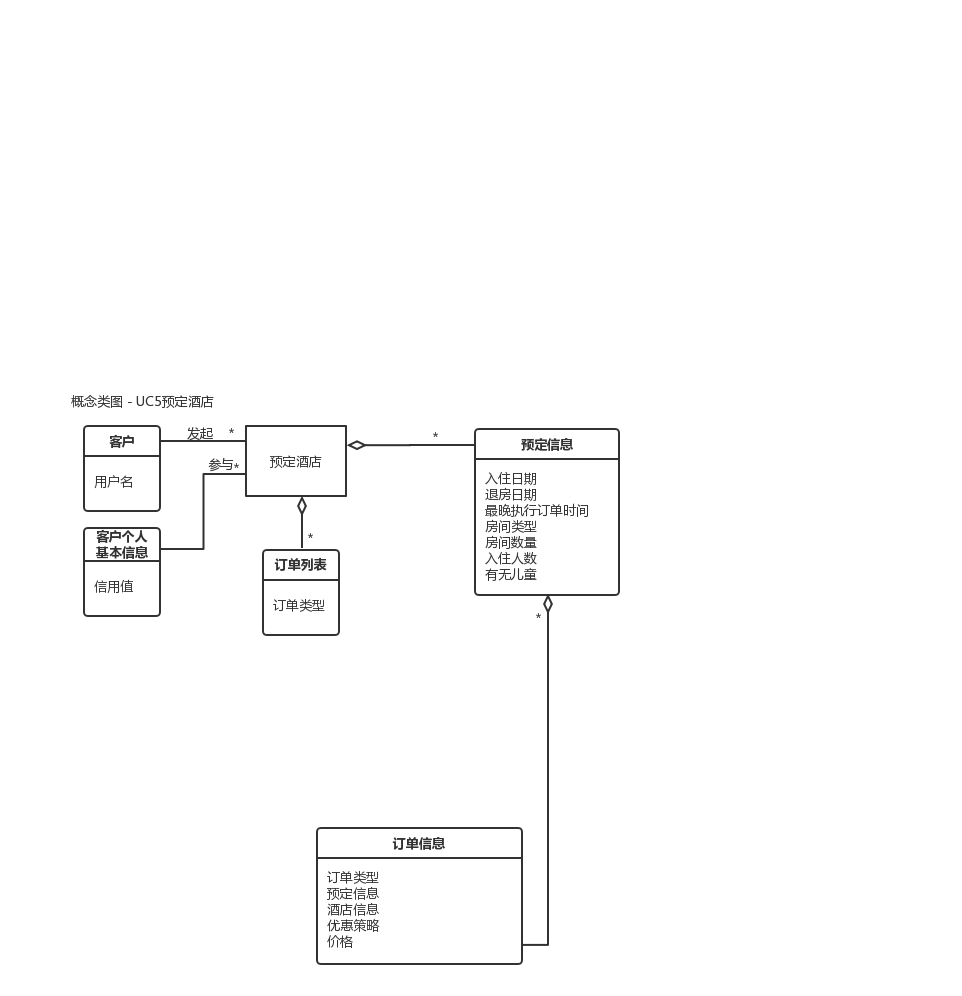 概念类图 - UC5预定酒店
客户
用户名
发起
*
参与*
预定酒店
*
预定信息
入住日期
退房日期
最晚执行订单时间
房间类型
房间数量
入住人数
有无儿童
客户个人
基本信息
信用值
*
订单列表
订单类型
*
订单信息
订单类型
预定信息
酒店信息
优惠策略
价格